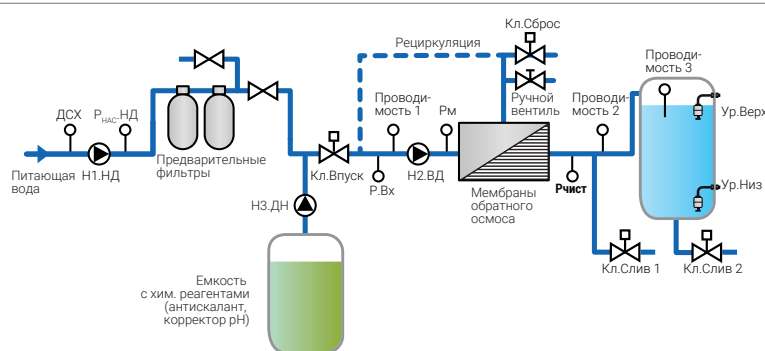 Кл.Сброс
Рециркуляция
Проводи-
мость 3
ДСХ
PНАС.НД
Проводи-
мость 1
Рм
Ручной
вентиль
Проводи-
мость 2
Ур.Верх
Питающая
вода
Н1.НД
Предварительные
фильтры
Кл.Впуск
Р.Вх
Н2.ВД
Мембраны
обратного
осмоса
Рчист
Ур.Низ
Н3.ДН
Кл.Слив 1
Кл.Слив 2
Емкость
с хим. реагентами
(антискалант,
корректор рН)